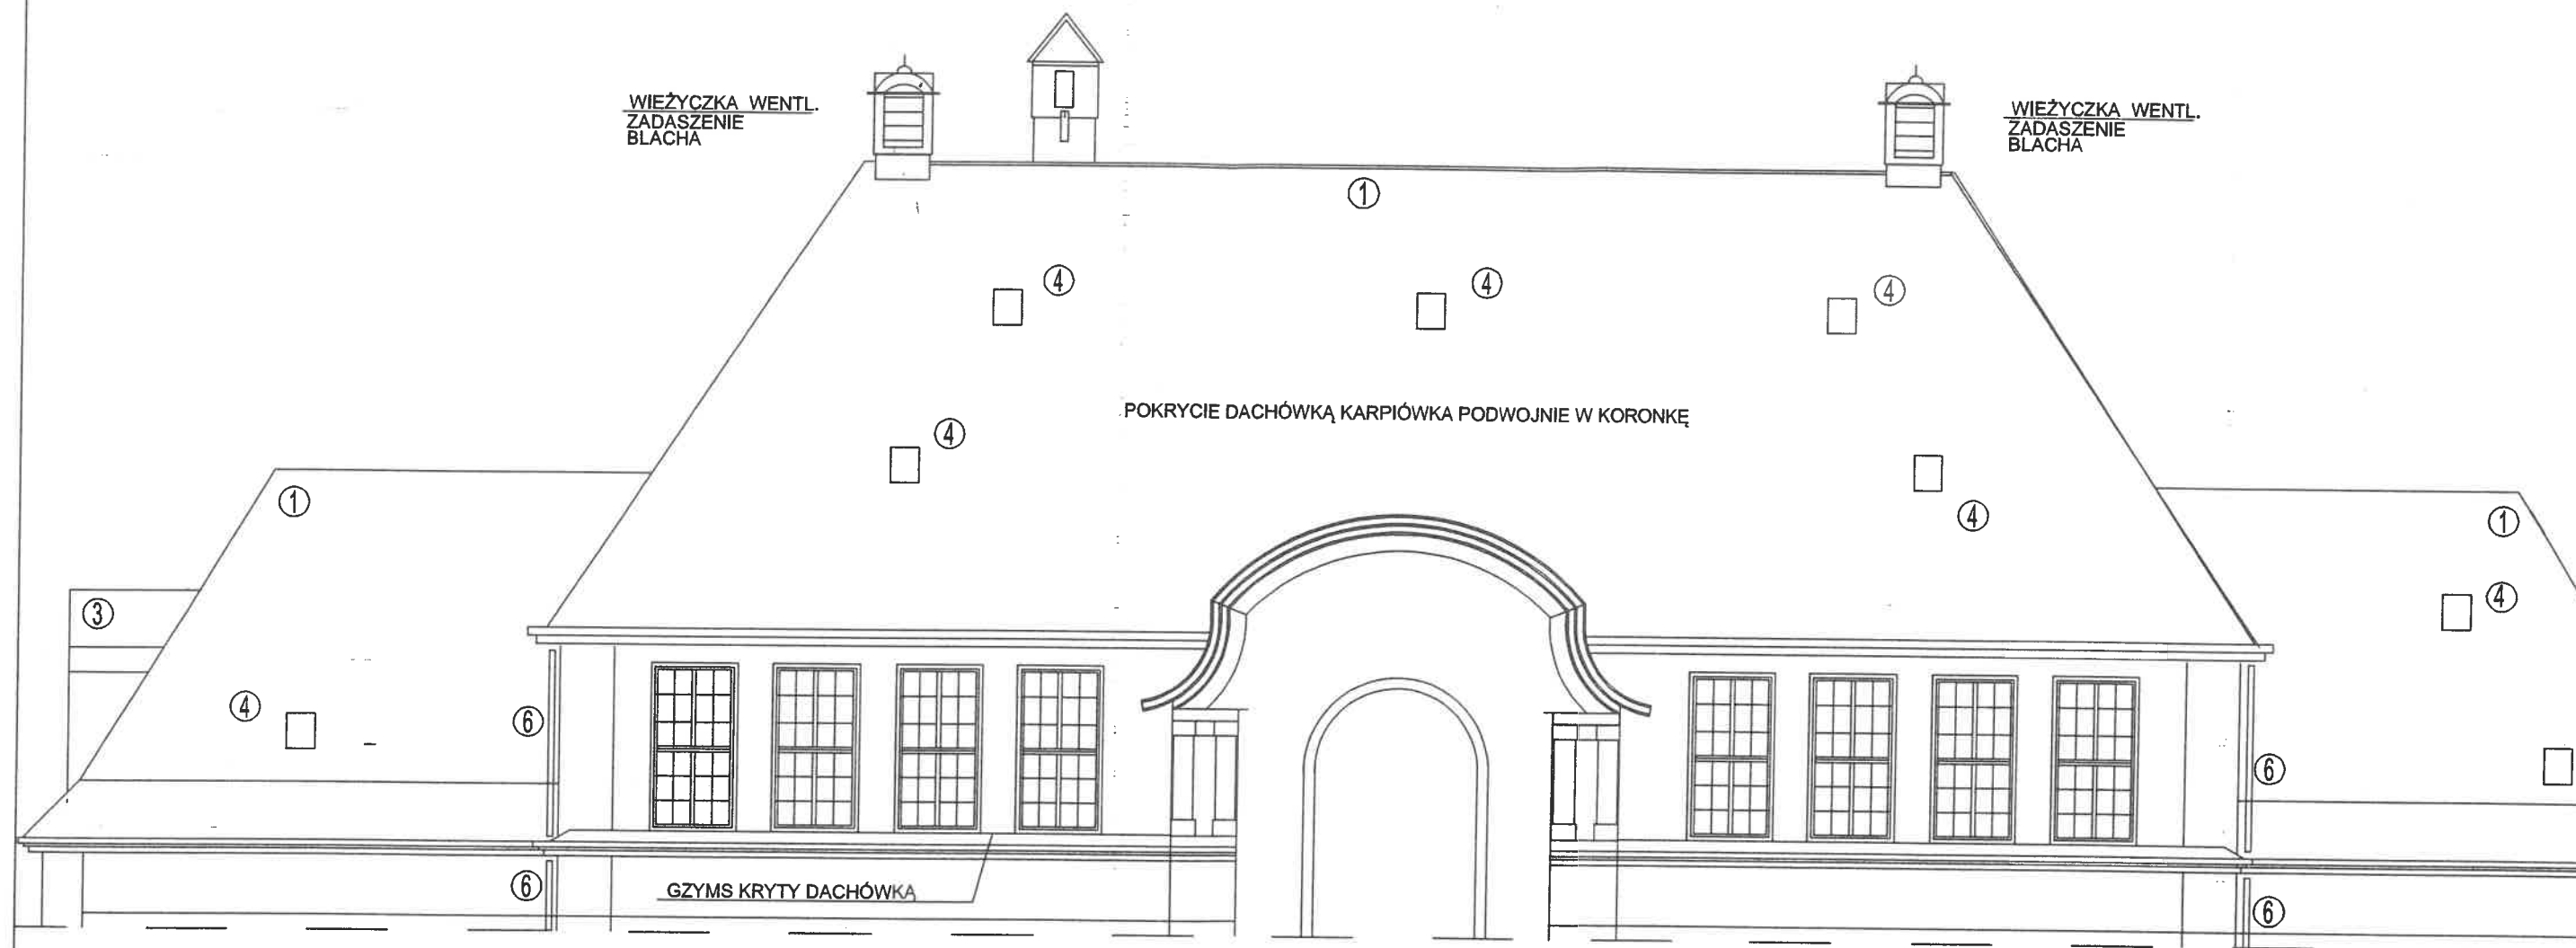 WIEŻYCZKA WENTL.
ZADASZENIE
BLACHA
WIEŻYCZKA WENTL.
ZADASZENIE
BLACHA
1
4
4
4
POKRYCIE DACHÓWKĄ KARPIÓWKA PODWOJNIE W KORONKĘ
4
4
1
1
3
4
4
6
6
GZYMS KRYTY DACHÓWKĄ
6
6